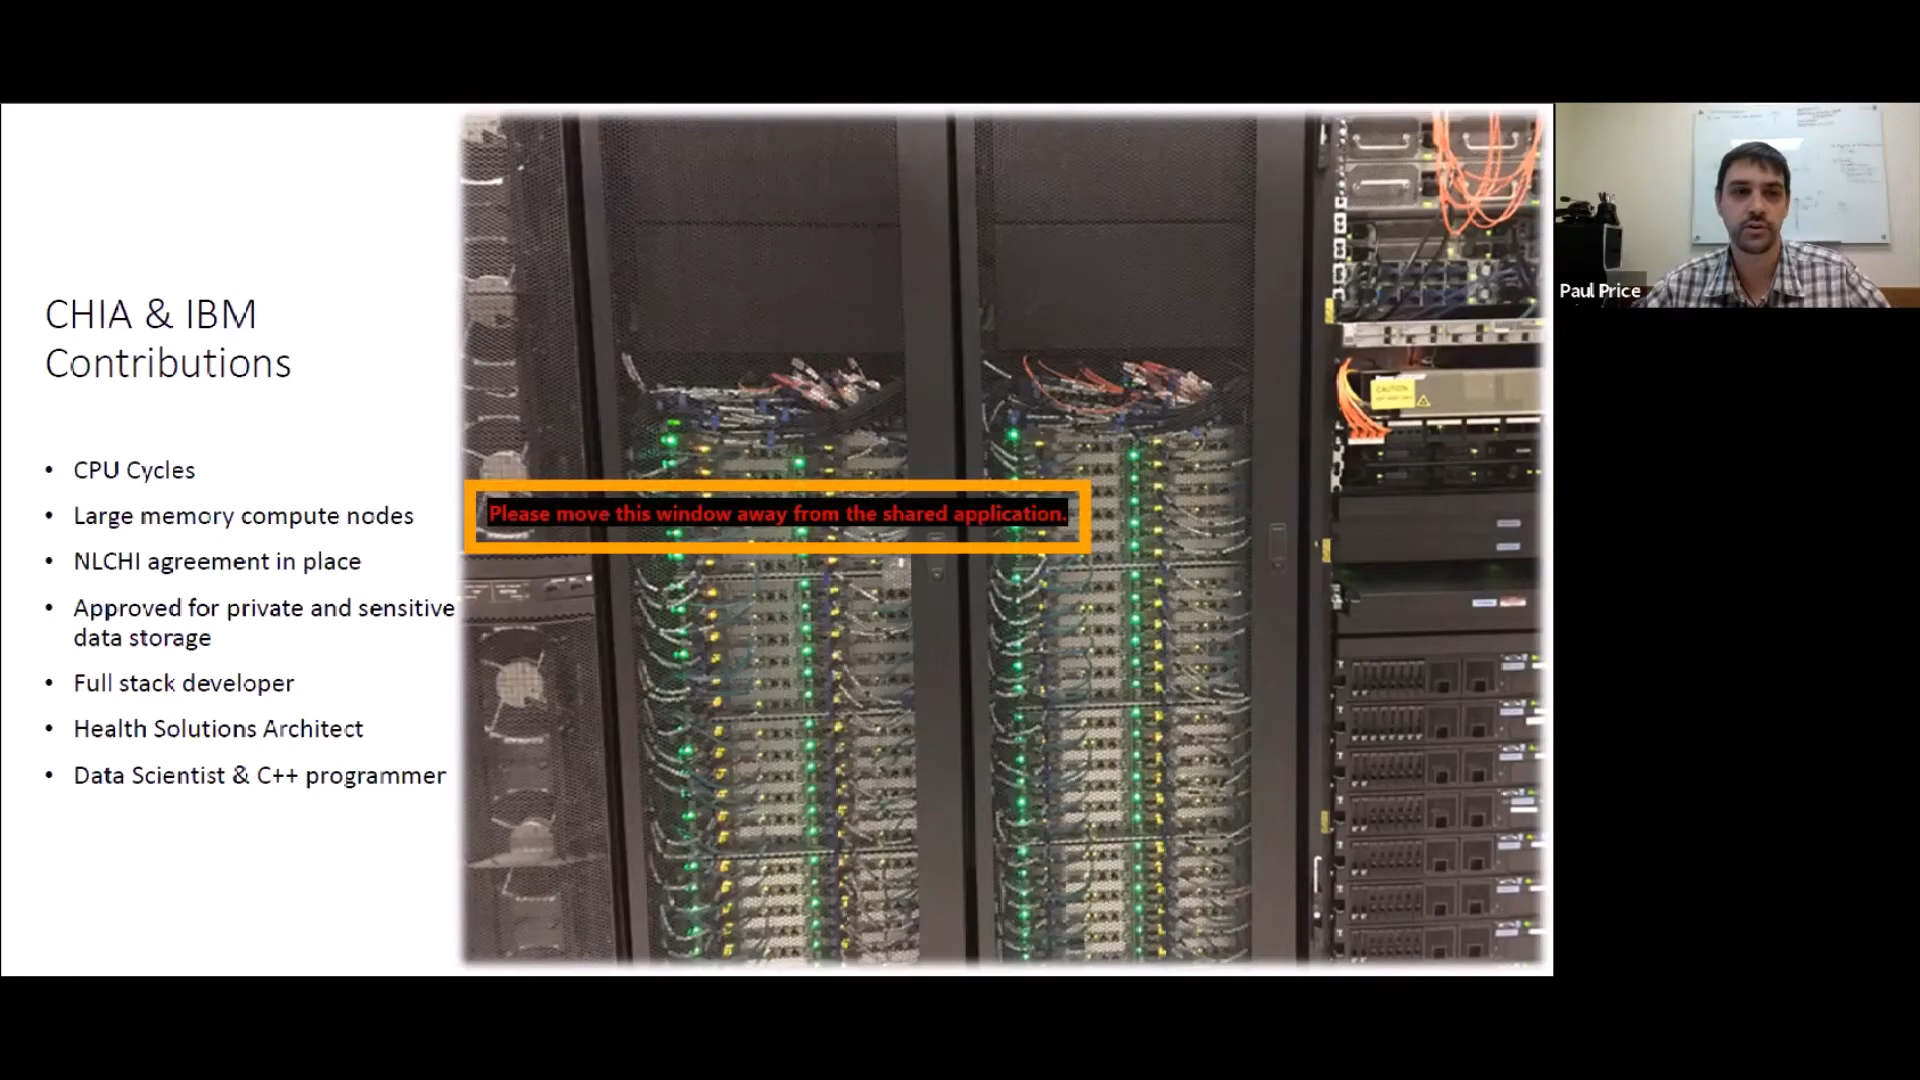 CHIA & IBM
Contributions
• CPU Cycles
• Large memory compute nodes
• NLCHI agreement in place
• Approved for private and sensitive
data storage
• Full stack developer
• Health Solutions Architect
• Data Scientist & C++ programmer
Please move this window away from the shared application.
CAUTION
Paul Price